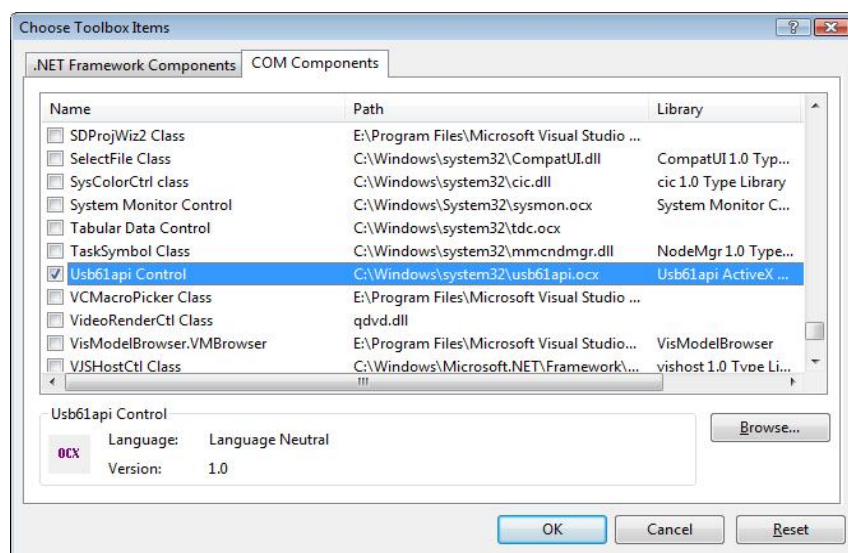 Choose Toolbox Items
.NET Framework Components COM Components
Name Path Library
SDProjWiz2 Class E:\Program Files\Microsoft Visual Studio ...
SelectFile Class C:\Windows\system32\CompatUI.dll CompatUI 1.0 Typ...
SysColorCtrl class C:\Windows\system32\cic.dll cic 1.0 Type Library
System Monitor Control C:\Windows\System32\sysmon.ocx System Monitor C...
Tabular Data Control C:\Windows\system32\tdc.ocx
TaskSymbol Class C:\Windows\system32\mmcndmgr.dll NodeMgr 1.0 Type...
Usb61api Control C:\Windows\system32\usb61api.ocx Usb61api ActiveX ...
VCMacroPicker Class E:\Program Files\Microsoft Visual Studio ...
VideoRenderCtl Class qdvd.dll
VisModelBrowser.VMBrowser E:\Program Files\Microsoft Visual Studio... VisModelBrowser
VJSHostCtl Class C:\Windows\Microsoft.NET\Framework\... vjshost 1.0 Type Li...
Usb61api Control
Browse...
OCX
Language: Language Neutral
Version: 1.0
OK Cancel Reset